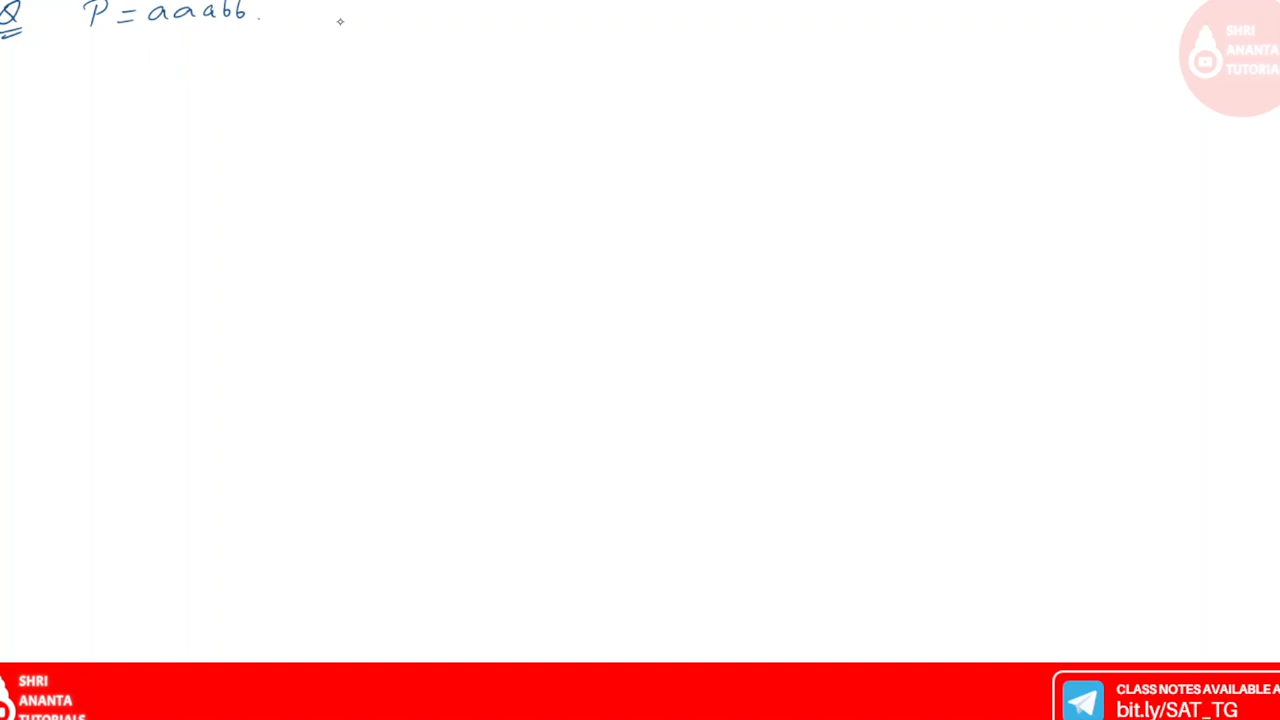 Q P = aaabb.
SHRI
ANANTA
TUTORIA
SHRI
ANANTA
TUTORIALS
CLASS NOTES AVAILABLE A
bit.ly/SAT_TG